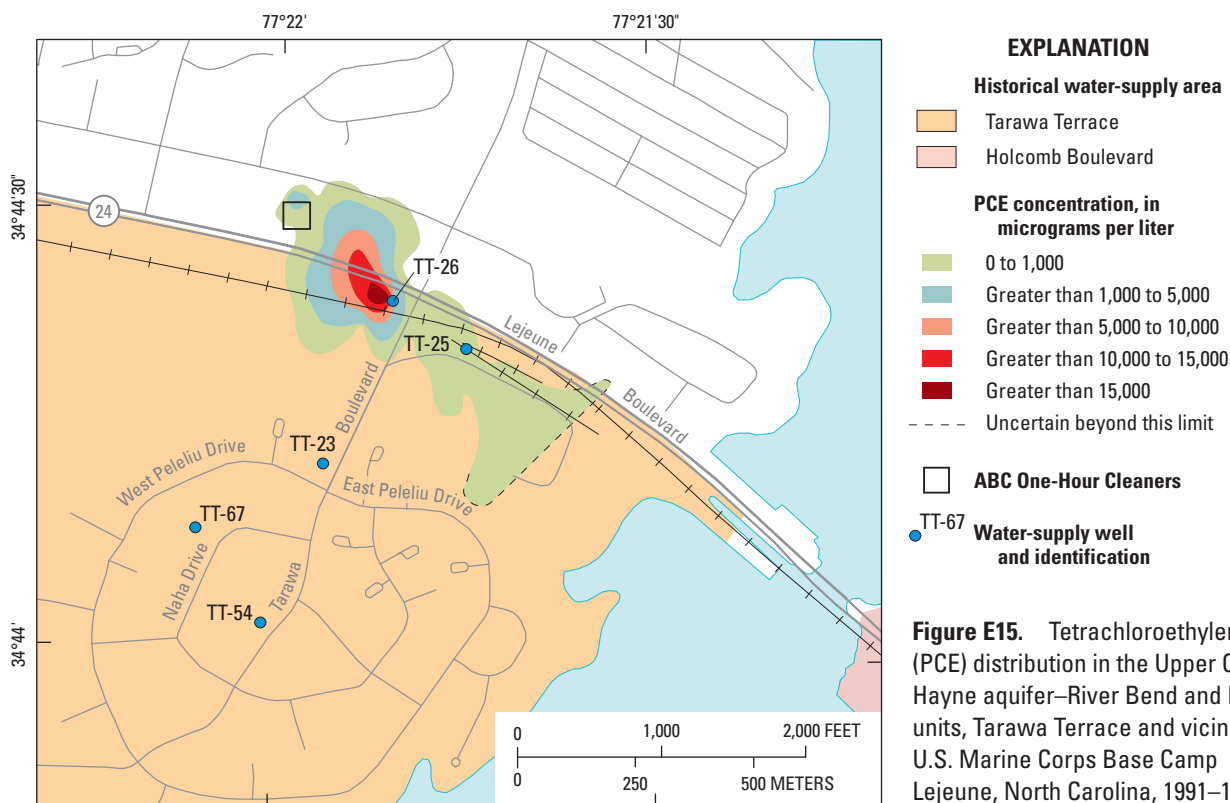 77°22'
77°21'30"
34°44'30"
34°44'
24
TT-26
TT-25
Lejeune
Boulevard
Boulevard
TT-23
West Peleliu Drive
East Peleliu Drive
TT-67
Naha Drive
Tarawa
TT-54
0 1,000 2,000 FEET
0 250 500 METERS
EXPLANATION
Historical water-supply area
Tarawa Terrace
Holcomb Boulevard
PCE concentration, in
micrograms per liter
0 to 1,000
Greater than 1,000 to 5,000
Greater than 5,000 to 10,000
Greater than 10,000 to 15,000
Greater than 15,000
Uncertain beyond this limit
ABC One-Hour Cleaners
TT-67
Water-supply well
and identification
Figure E15. Tetrachloroethyle
(PCE) distribution in the Upper
Hayne aquifer–River Bend and
units, Tarawa Terrace and
U.S. Marine Corps Base Camp
Lejeune, North Carolina, 1991–